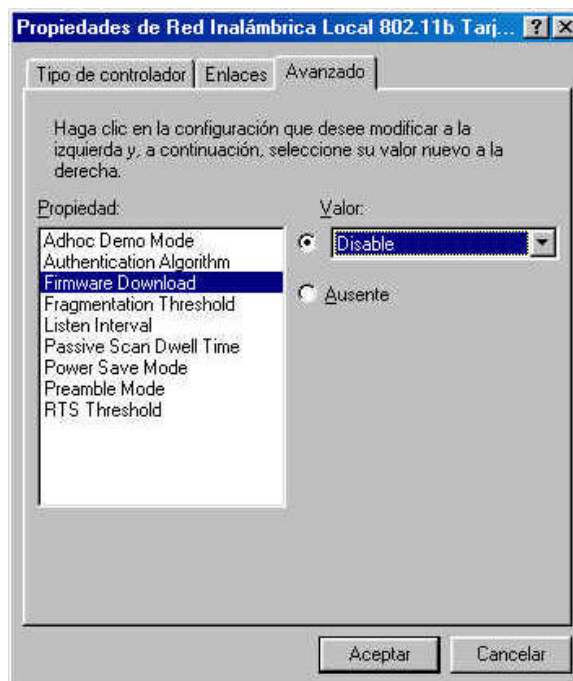 Propiedades de Red Inalámbrica Local 802.11b Tarj...
Tipo de controlador
Enlaces
Avanzado
Haga clic en la configuración que desee modificar a la
izquierda y, a continuación, seleccione su valor nuevo a la
derecha.
Propiedad:
Adhoc Demo Mode
Authentication Algorithm
Firmware Download
Fragmentation Threshold
Listen Interval
Passive Scan Dwell Time
Power Save Mode
Preamble Mode
RTS Threshold
Valor:
Disable
Ausente
Aceptar
Cancelar